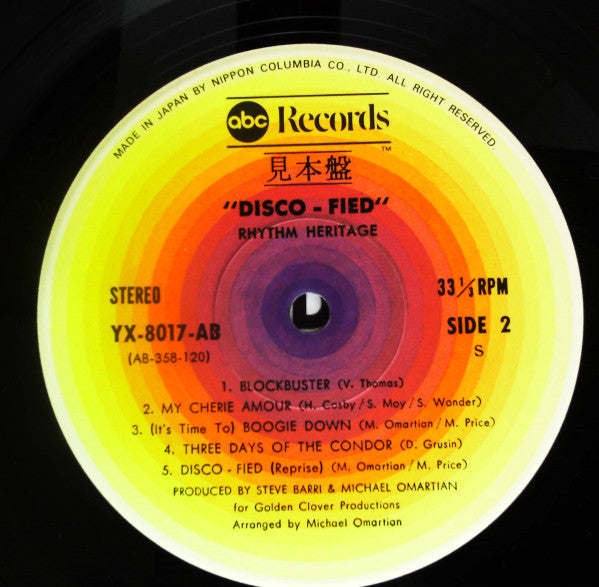 MADE IN JAPAN BY NIPPON COLUMBIA CO., LTD. ALL RIGHT RESERVED.
abc Records
TM
見本盤
"DISCO - FIED"
RHYTHM HERITAGE
STEREO
33 1/3 RPM
YX-8017-AB
SIDE 2
(AB-358-120)
S
1. BLOCKBUSTER (V. Thomas)
2. MY CHERIE AMOUR (H. Cosby/S. Moy/S. Wonder)
3. (It's Time To) BOOGIE DOWN (M. Omartian/M. Price)
4. THREE DAYS OF THE CONDOR (D. Grusin)
5. DISCO - FIED (Reprise) (M. Omartian/M. Price)
PRODUCED BY STEVE BARRI & MICHAEL OMARTIAN
for Golden Clover Productions
Arranged by Michael Omartian